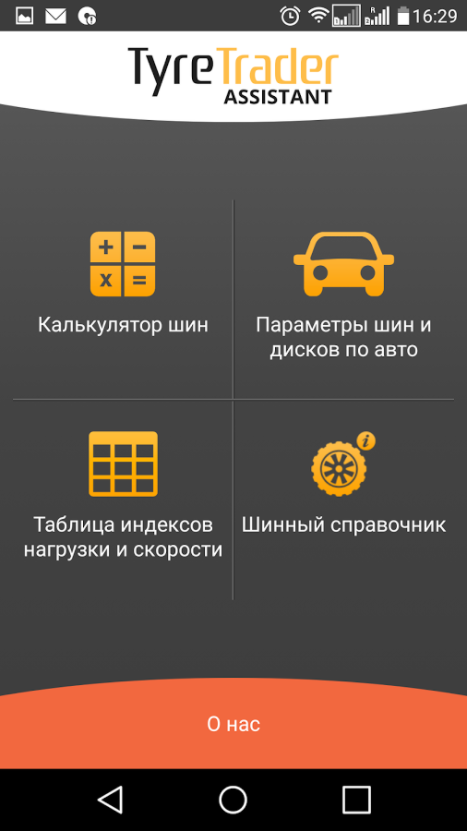 16:29
TyreTrader
ASSISTANT
Калькулятор шин
Параметры шин и
дисков по авто
Таблица индексов
нагрузки и скорости
Шинный справочник
О нас